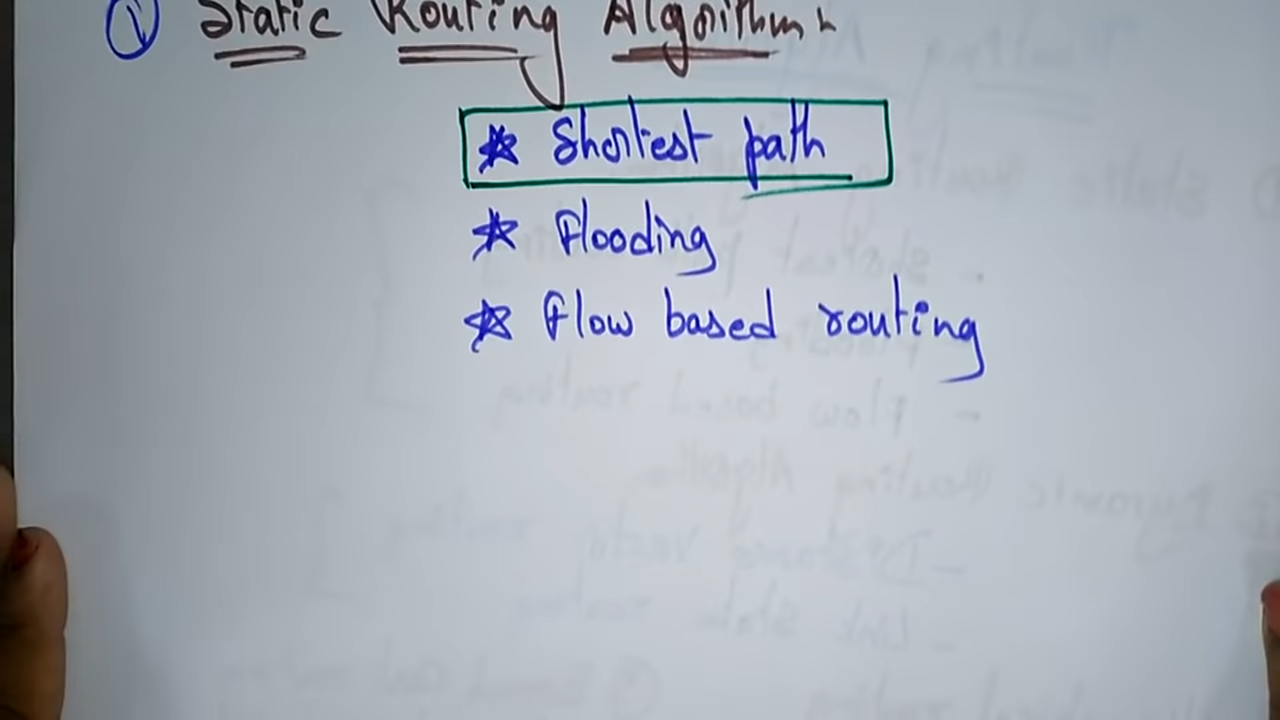 ① Static Routing Algorithm
* Shortest path
* Flooding
* Flow based routing